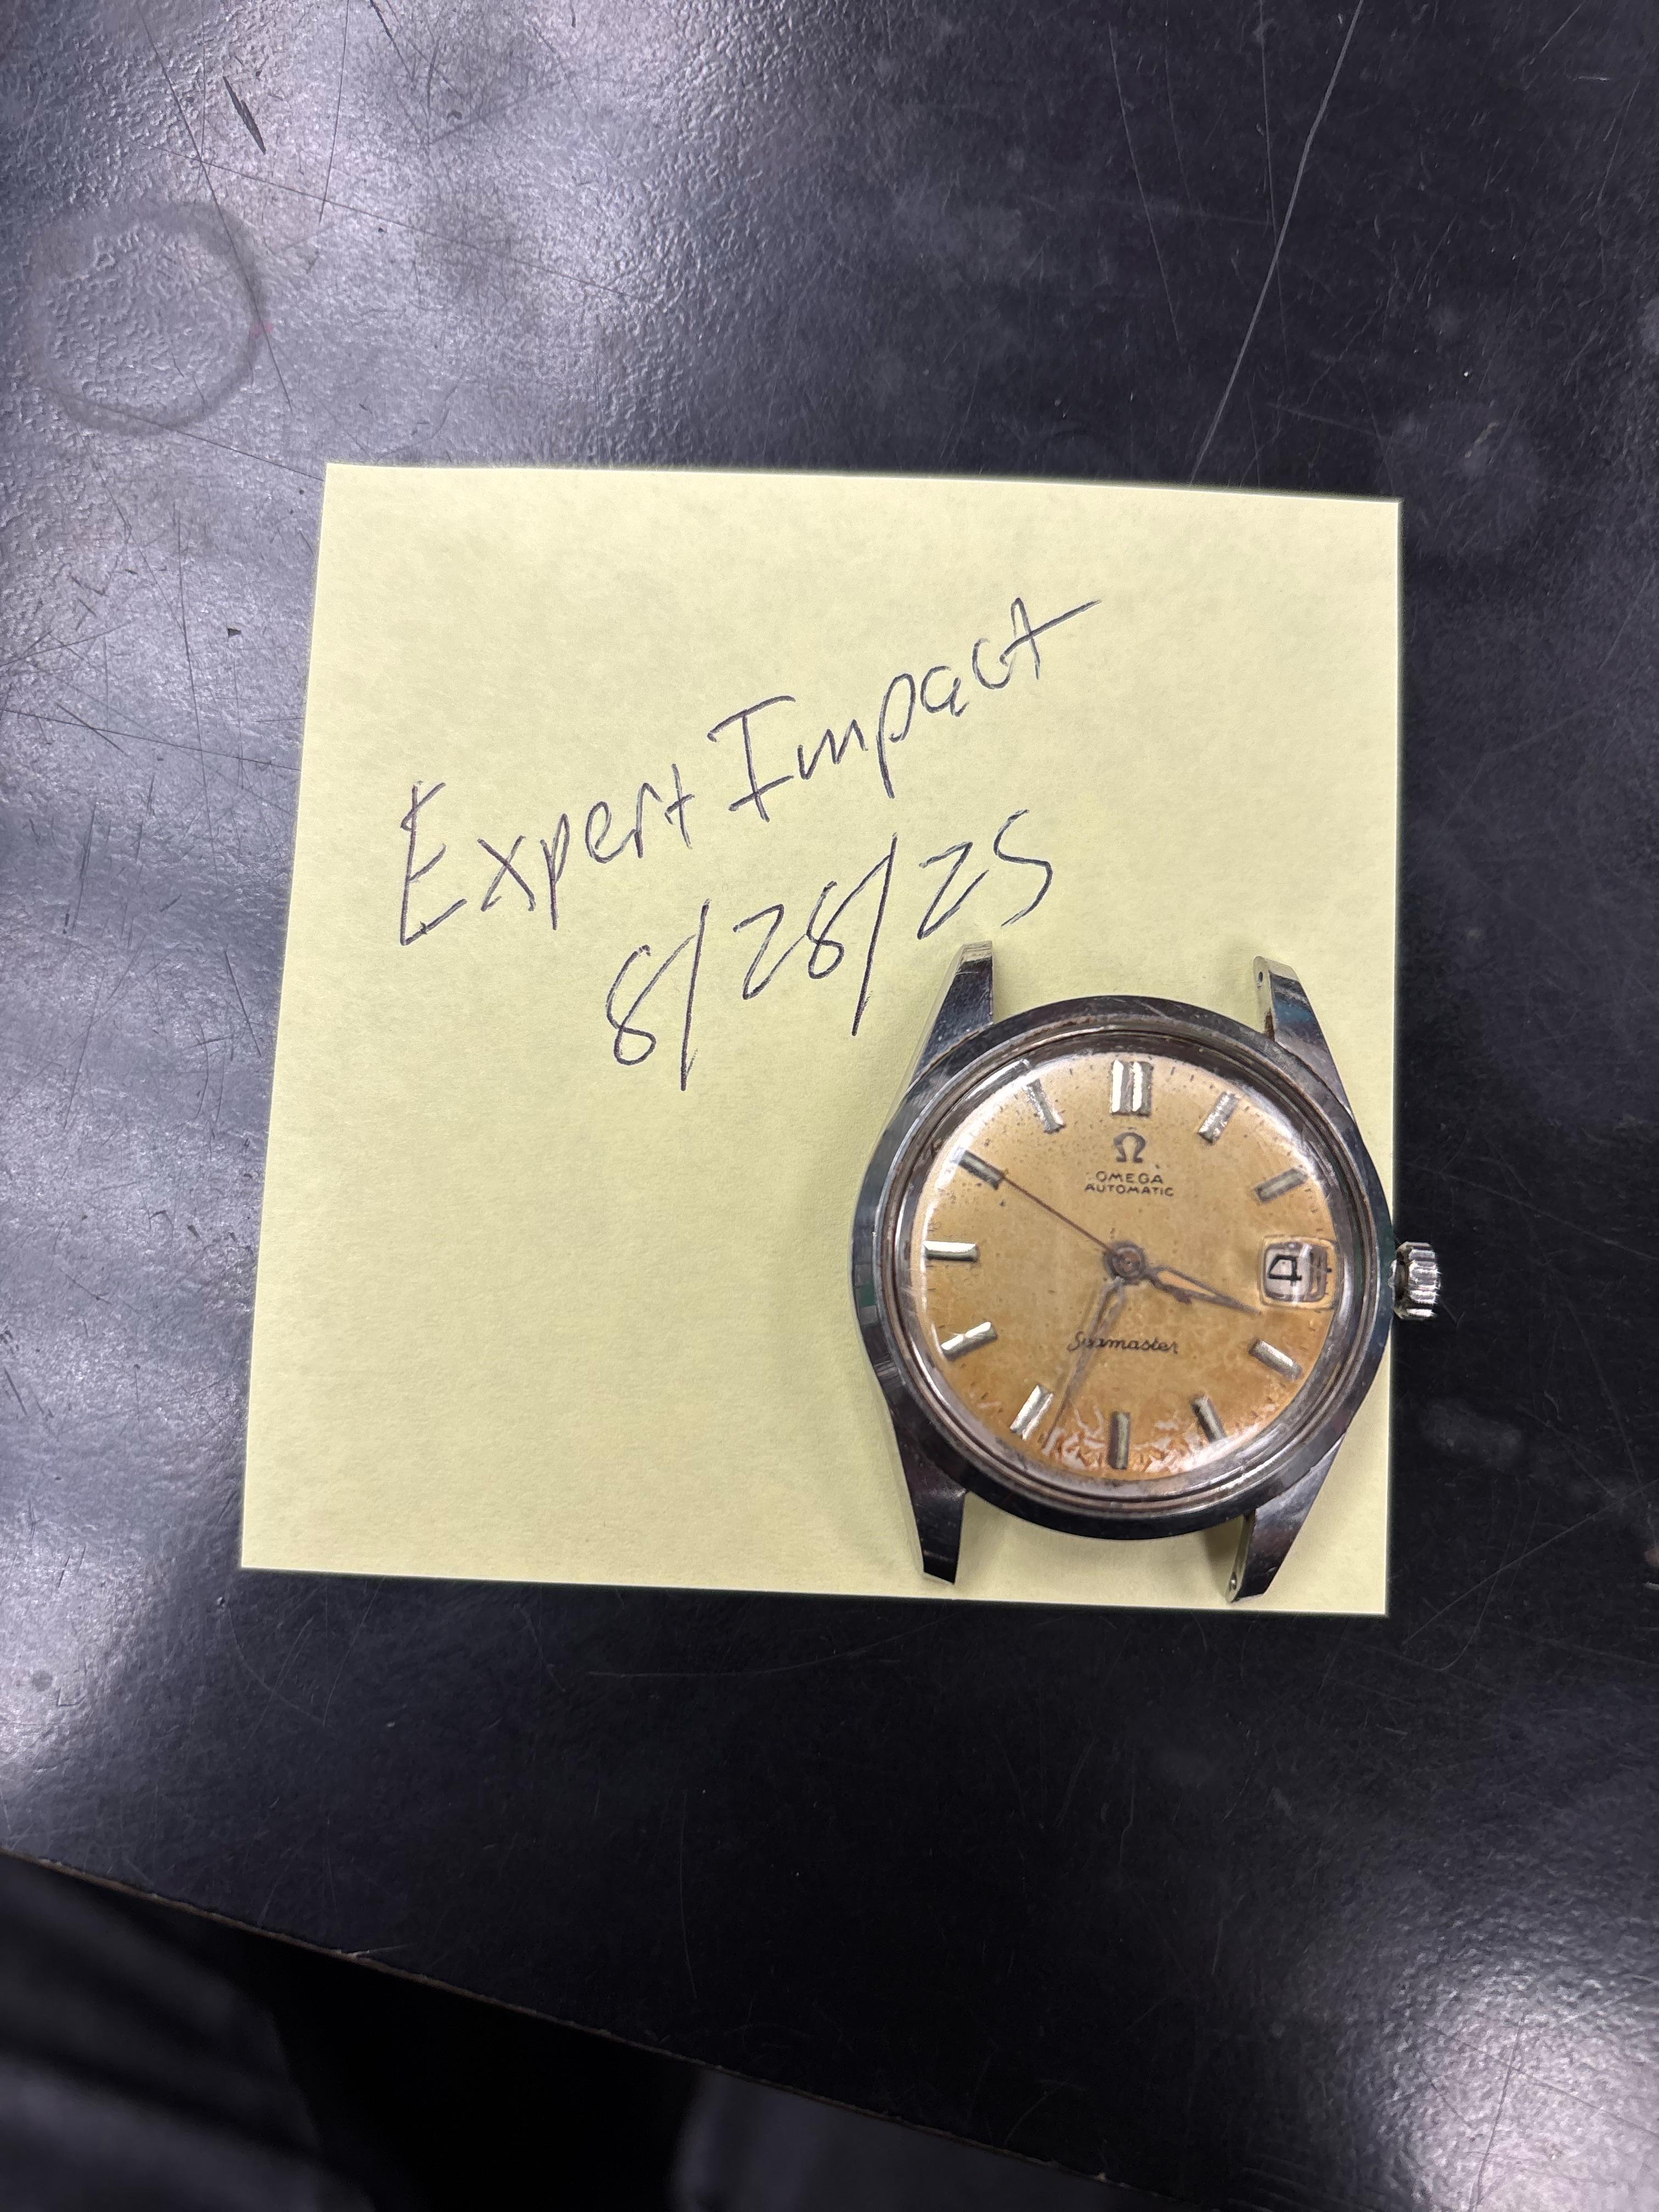 Expert Impact
8/28/25
Ω
OMEGA
AUTOMATIC
4
Seamaster